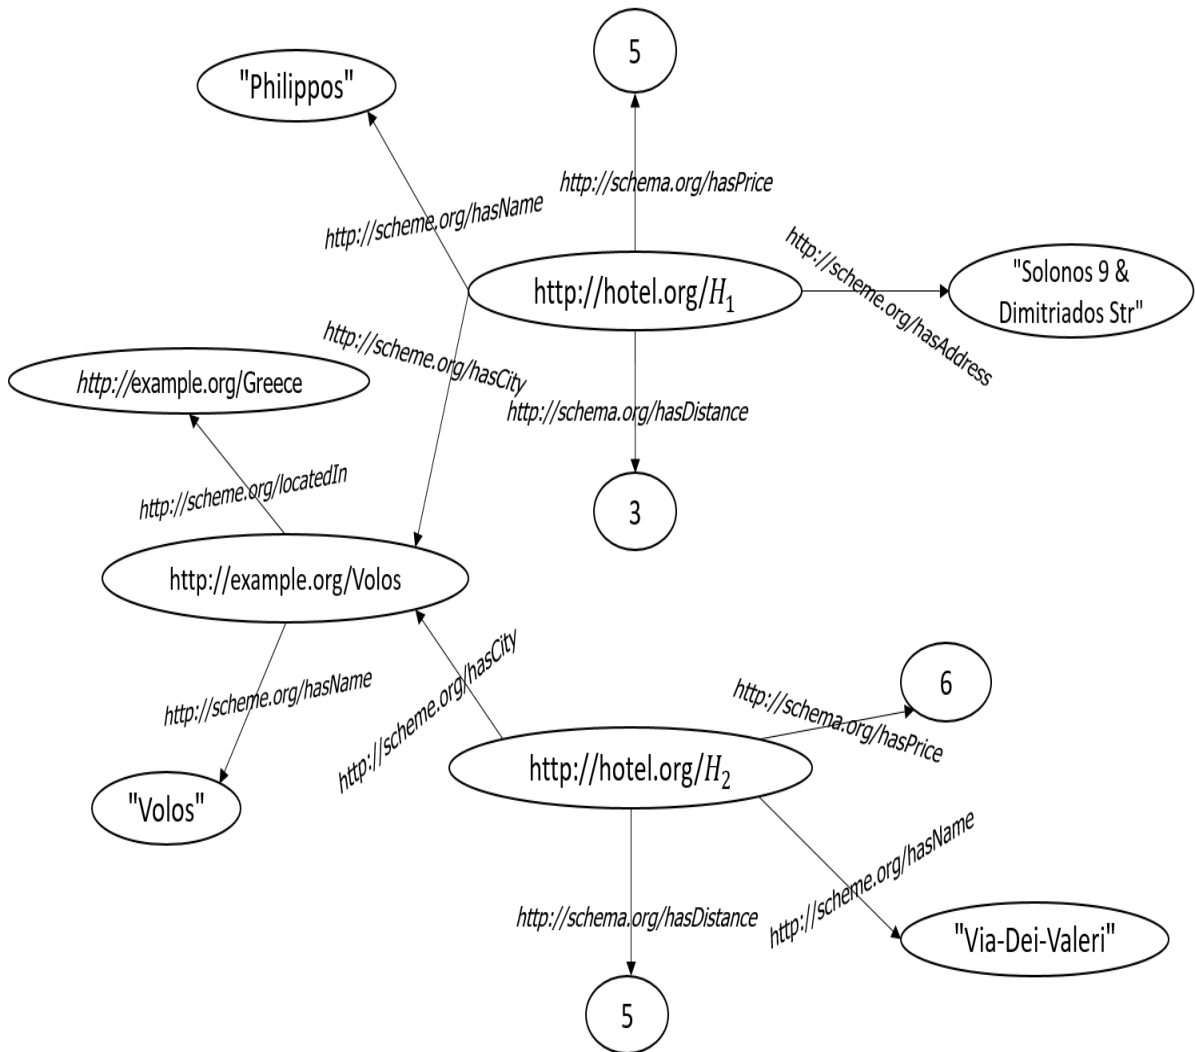 5
"Philippos"
http://schema.org/hasPrice
http://scheme.org/hasName
http://scheme.org/hasAddress
"Solonos 9 &
Dimitriados Str"
http://hotel.org/H₁
http://scheme.org/hasCity
http://example.org/Greece
http://schema.org/hasDistance
http://scheme.org/locatedIn
3
http://example.org/Volos
http://scheme.org/hasCity
http://scheme.org/hasName
6
http://schema.org/hasPrice
http://hotel.org/H₂
"Volos"
http://scheme.org/hasName
http://schema.org/hasDistance
"Via-Dei-Valeri"
5